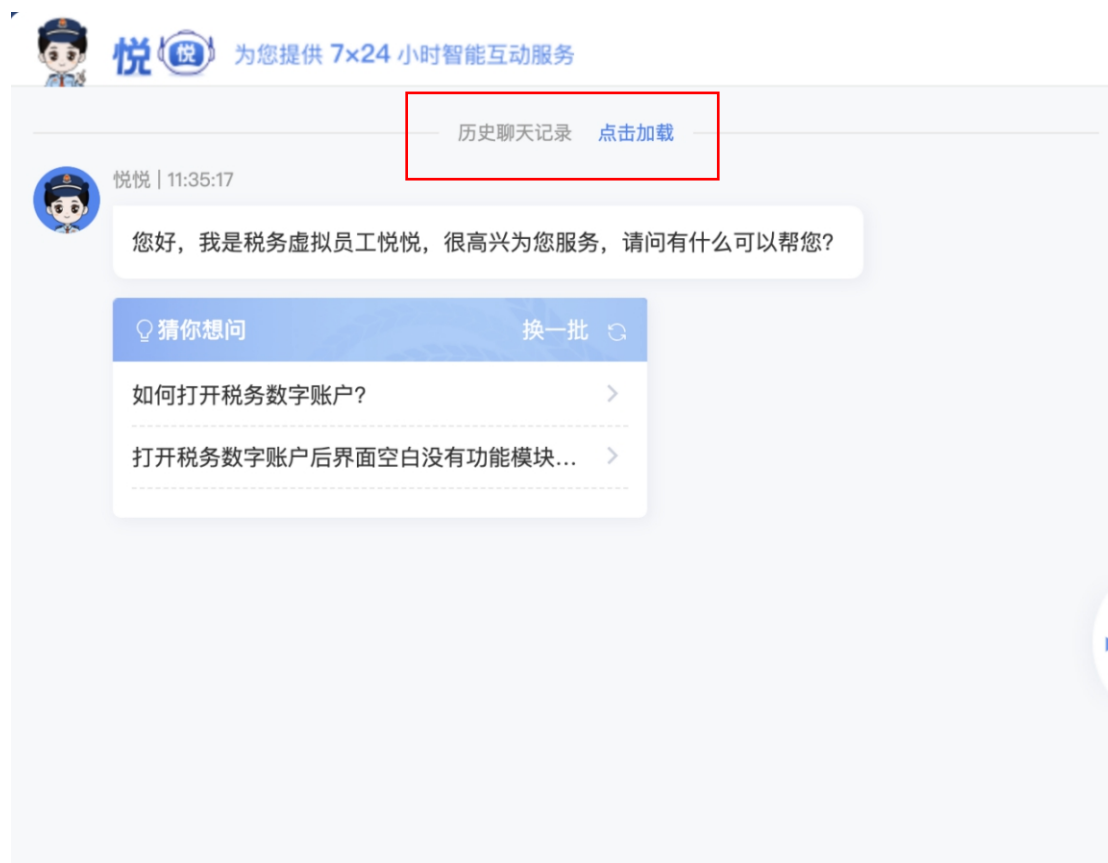 悦 悦 为您提供 7×24 小时智能互动服务
历史聊天记录 点击加载
悦悦 | 11:35:17
您好，我是税务虚拟员工悦悦，很高兴为您服务，请问有什么可以帮您?
猜你想问 换一批
如何打开税务数字账户?
打开税务数字账户后界面空白没有功能模块...